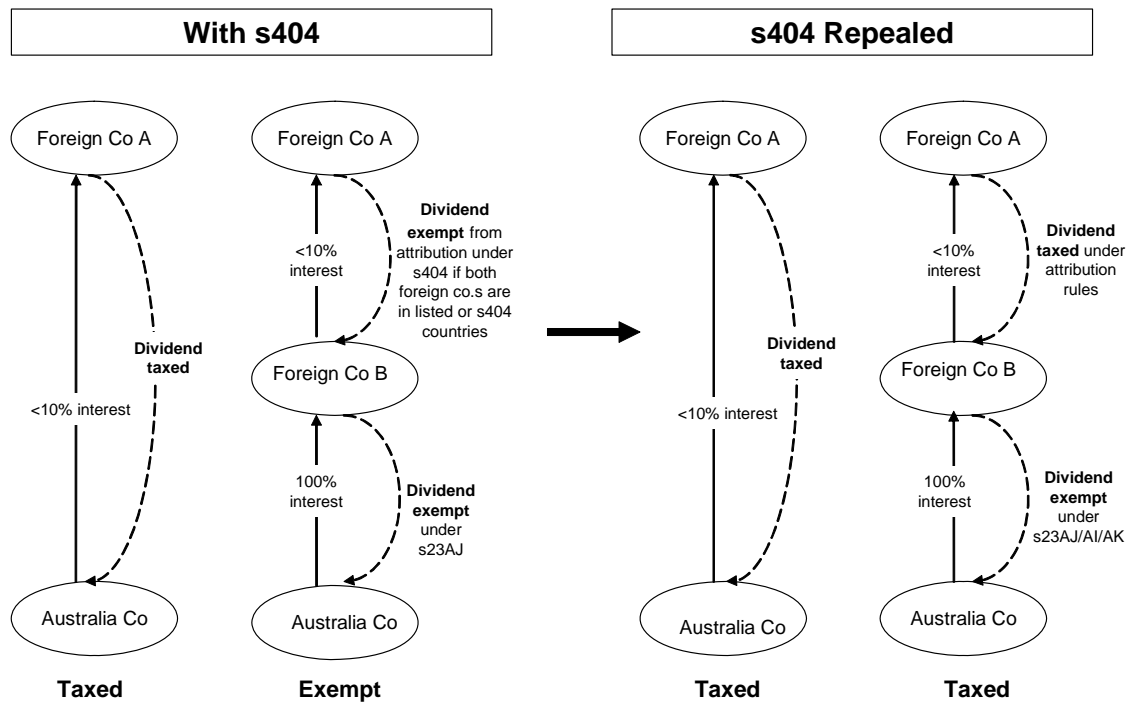 With s404
s404 Repealed
Foreign Co A
<10% interest
Dividend
taxed
Australia Co
Taxed
Foreign Co A
<10%
interest
Dividend
exempt from
attribution under
s404 if both
foreign co.s are
in listed or s404
countries
Foreign Co B
100%
interest
Dividend
exempt
under
s23AJ
Australia Co
Exempt
Foreign Co A
<10% interest
Dividend
taxed
Australia Co
Taxed
Foreign Co A
<10%
interest
Dividend
taxed under
attribution
rules
Foreign Co B
100%
interest
Dividend
exempt
under
s23AJ/AI/AK
Australia Co
Taxed